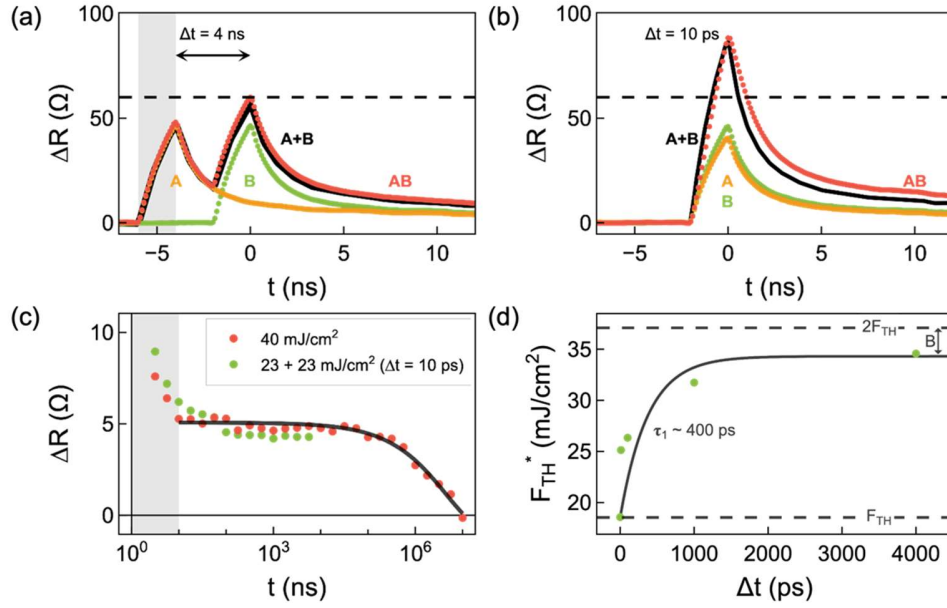 (a)
100
50
0
ΔR (Ω)
Δt = 4 ns
A
B
A+B
AB
−5
0
5
10
t (ns)
(b)
100
50
0
ΔR (Ω)
Δt = 10 ps
A+B
A
B
AB
−5
0
5
10
t (ns)
(c)
10
5
0
ΔR (Ω)
40 mJ/cm²
23 + 23 mJ/cm² (Δt = 10 ps)
10⁰
10³
10⁶
t (ns)
(d)
35
30
25
20
F_TH* (mJ/cm²)
2F_TH
B
τ₁ ~ 400 ps
F_TH
0
1000
2000
3000
4000
Δt (ps)